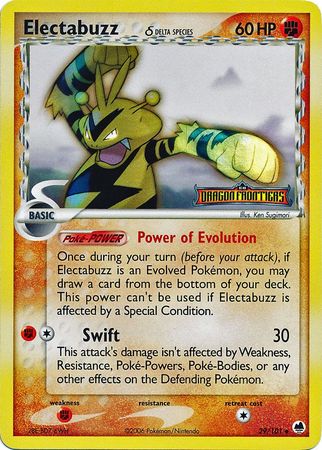 Electabuzz δ DELTA SPECIES 60 HP
DRAGON FRONTIERS
Illus. Ken Sugimori
BASIC
Poké-POWER Power of Evolution
Once during your turn (before your attack), if
Electabuzz is an Evolved Pokémon, you may
draw a card from the bottom of your deck.
This power can't be used if Electabuzz is
affected by a Special Condition.
Swift 30
This attack's damage isn't affected by Weakness,
Resistance, Poké-Powers, Poké-Bodies, or any
other effects on the Defending Pokémon.
weakness resistance retreat cost
©2006 Pokémon/Nintendo 29/101